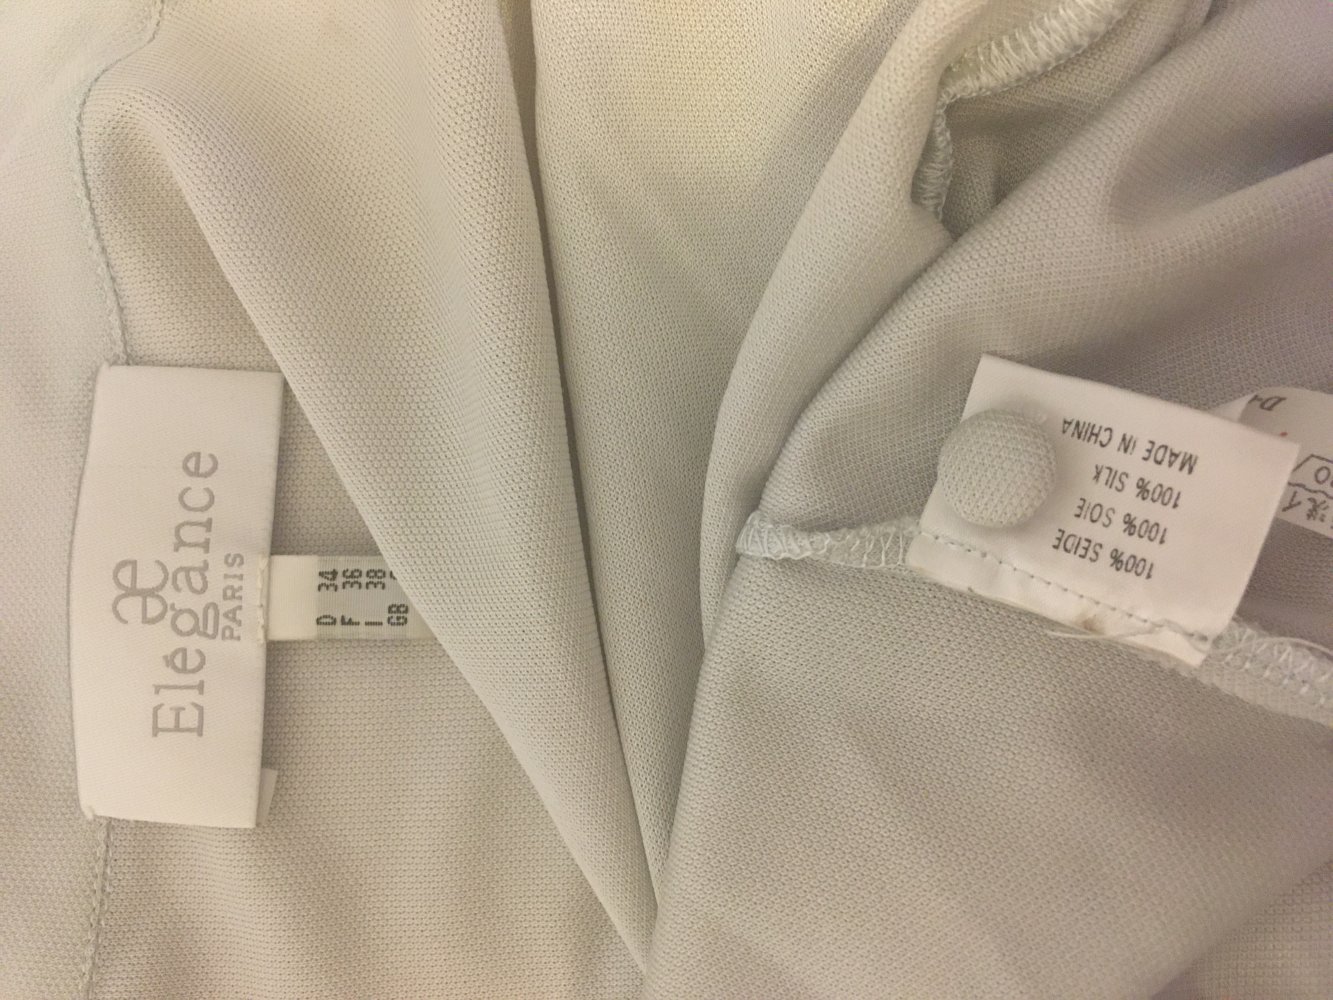 æ
Elégance
PARIS
D 34
F 36
I 38
GB
100% SEIDE
100% SOIE
100% SILK
MADE IN CHINA